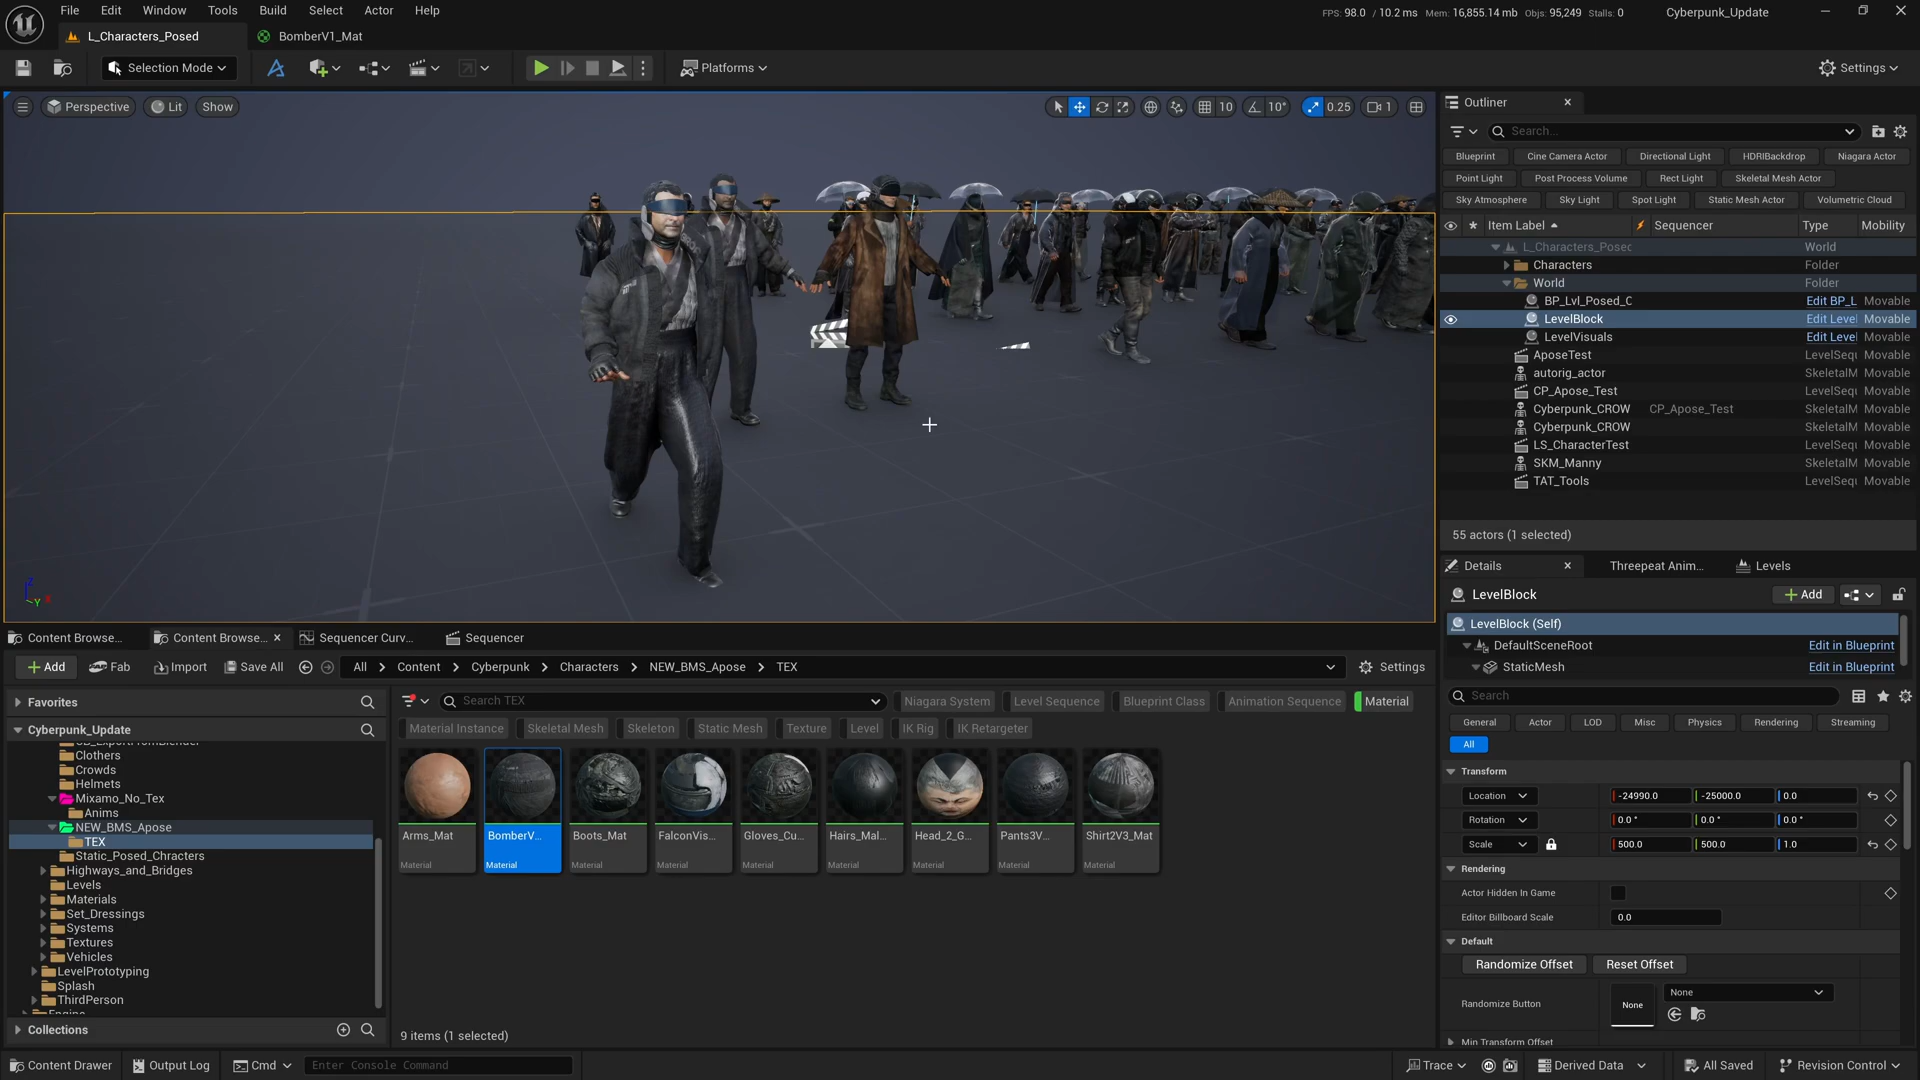 File Edit Window Tools Build Select Actor Help
FPS: 98.0 / 10.2 ms Mem: 16,855.14 mb Objs: 95,249 Stalls: 0 Cyberpunk_Update
L_Characters_Posed BomberV1_Mat
Selection Mode Platforms Settings
Perspective Lit Show 10 10° 0.25 1
Outliner
Search...
Blueprint Cine Camera Actor Directional Light HDRIBackdrop Niagara Actor
Point Light Post Process Volume Rect Light Skeletal Mesh Actor
Sky Atmosphere Sky Light Spot Light Static Mesh Actor Volumetric Cloud
Item Label Sequencer Type Mobility
L_Characters_Posec World
Characters Folder
World Folder
BP_Lvl_Posed_C Edit BP_L Movable
LevelBlock Edit Level Movable
LevelVisuals Edit Level Movable
AposeTest LevelSequ Movable
autorig_actor SkeletalM Movable
CP_Apose_Test LevelSequ Movable
Cyberpunk_CROW CP_Apose_Test SkeletalM Movable
Cyberpunk_CROW SkeletalM Movable
LS_CharacterTest LevelSequ Movable
SKM_Manny SkeletalM Movable
TAT_Tools LevelSequ Movable
55 actors (1 selected)
Details Threepeat Anim... Levels
LevelBlock Add
LevelBlock (Self)
DefaultSceneRoot Edit in Blueprint
StaticMesh Edit in Blueprint
Search
General Actor LOD Misc Physics Rendering Streaming
All
Transform
Location -24990.0 -25000.0 0.0
Rotation 0.0 ° 0.0 ° 0.0 °
Scale 500.0 500.0 1.0
Rendering
Actor Hidden In Game
Editor Billboard Scale 0.0
Default
Randomize Offset Reset Offset
Randomize Button None None
Min Transform Offset
Z
Y X
Content Browse... Content Browse... Sequencer Curv... Sequencer
Add Fab Import Save All All Content Cyberpunk Characters NEW_BMS_Apose TEX Settings
Favorites
Cyberpunk_Update
Clothers
Crowds
Helmets
Mixamo_No_Tex
Anims
NEW_BMS_Apose
TEX
Static_Posed_Chracters
Highways_and_Bridges
Levels
Materials
Set_Dressings
Systems
Textures
Vehicles
LevelPrototyping
Splash
ThirdPerson
Collections
Search TEX Niagara System Level Sequence Blueprint Class Animation Sequence Material
Material Instance Skeletal Mesh Skeleton Static Mesh Texture Level IK Rig IK Retargeter
Arms_Mat BomberV... Boots_Mat FalconVis... Gloves_Cu... Hairs_Mal... Head_2_G... Pants3V... Shirt2V3_Mat
Material Material Material Material Material Material Material Material Material
9 items (1 selected)
Content Drawer Output Log Cmd Enter Console Command Trace Derived Data All Saved Revision Control